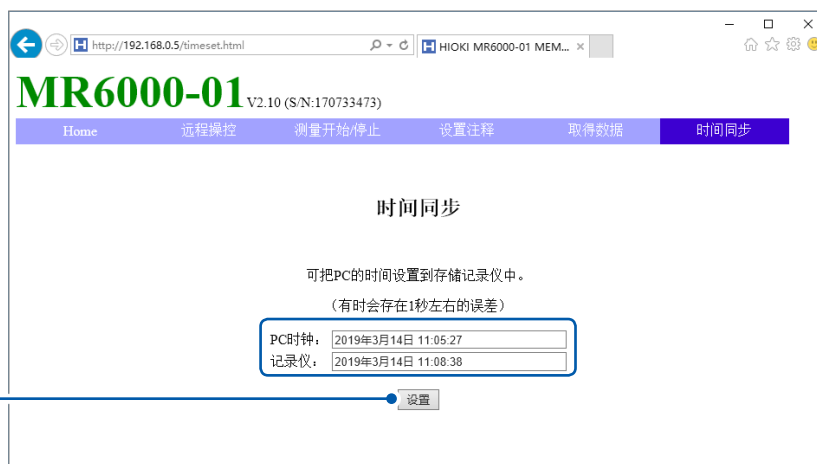 http://192.168.0.5/timeset.html
HIOKI MR6000-01 MEM...
MR6000-01 V2.10 (S/N:170733473)
Home 远程操控 测量开始/停止 设置注释 取得数据 时间同步
时间同步
可把PC的时间设置到存储记录仪中。
（有时会存在1秒左右的误差）
PC时钟： 2019年3月14日 11:05:27
记录仪： 2019年3月14日 11:08:38
设置